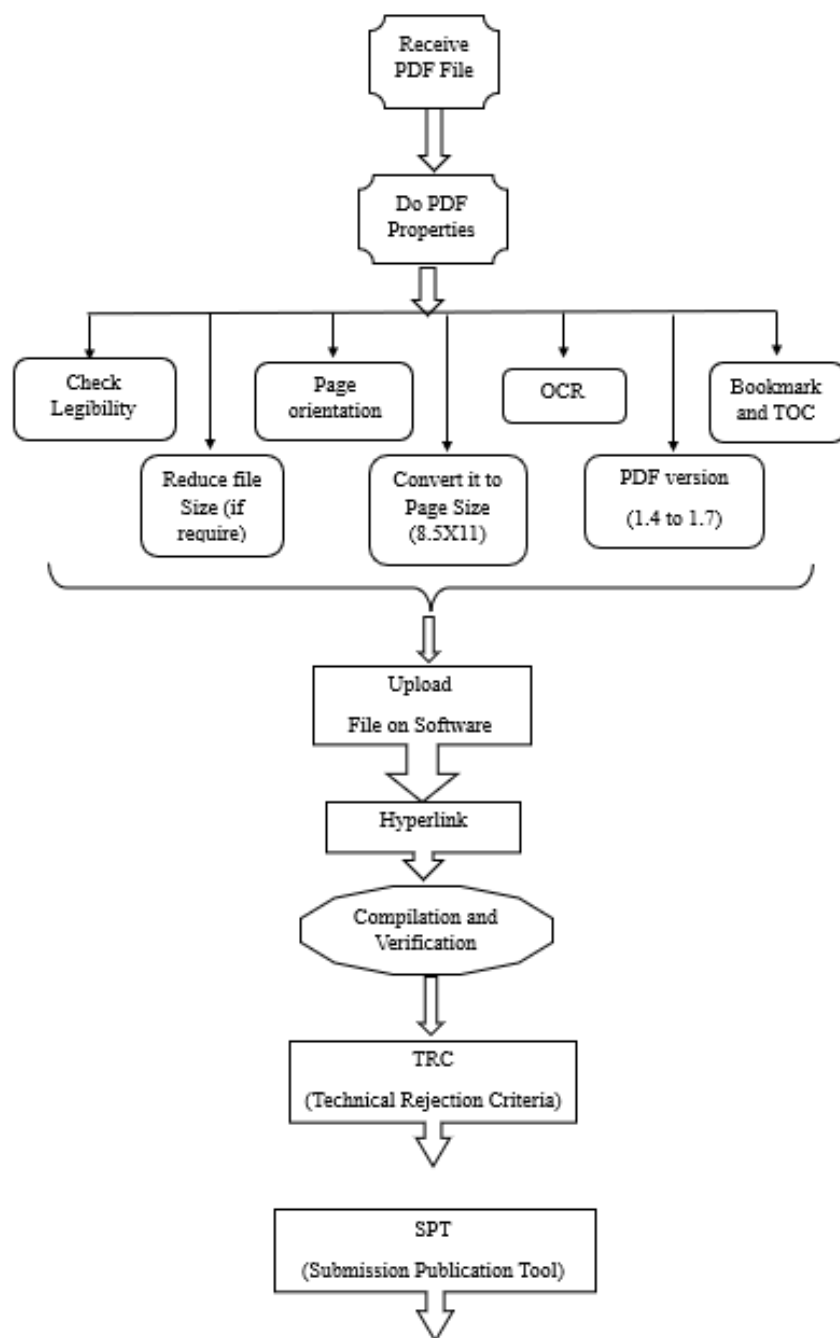 Receive
PDF File
Do PDF
Properties
Check
Legibility
Page
orientation
OCR
Bookmark
and TOC
Reduce file
Size (if
require)
Convert it to
Page Size
(8.5X11)
PDF version
(1.4 to 1.7)
Upload
File on Software
Hyperlink
Compilation and
Verification
TRC
(Technical Rejection Criteria)
SPT
(Submission Publication Tool)